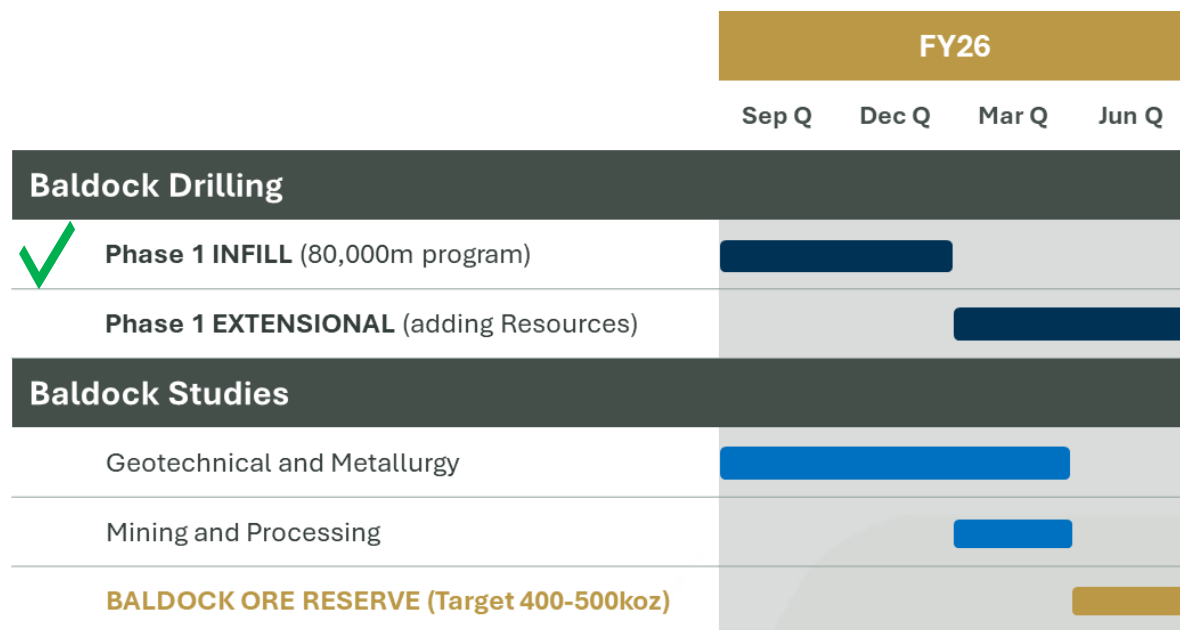 FY26
Sep Q Dec Q Mar Q Jun Q
Baldock Drilling
Phase 1 INFILL (80,000m program)
Phase 1 EXTENSIONAL (adding Resources)
Baldock Studies
Geotechnical and Metallurgy
Mining and Processing
BALDOCK ORE RESERVE (Target 400-500koz)